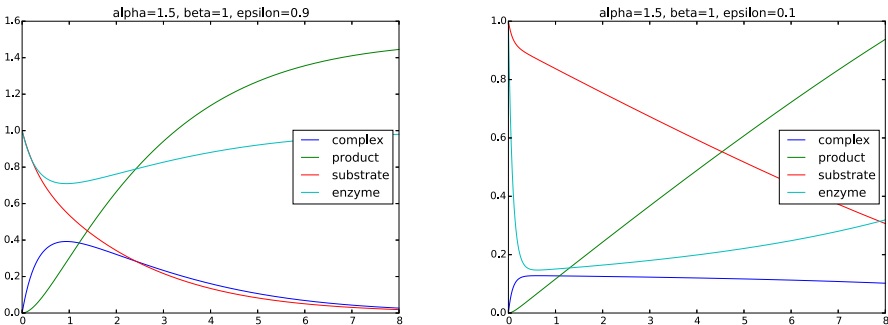 alpha=1.5, beta=1, epsilon=0.9
1.6
1.4
1.2
1.0
0.8
0.6
0.4
0.2
0.0
0 1 2 3 4 5 6 7 8
complex
product
substrate
enzyme
alpha=1.5, beta=1, epsilon=0.1
1.0
0.8
0.6
0.4
0.2
0.0
0 1 2 3 4 5 6 7 8
complex
product
substrate
enzyme